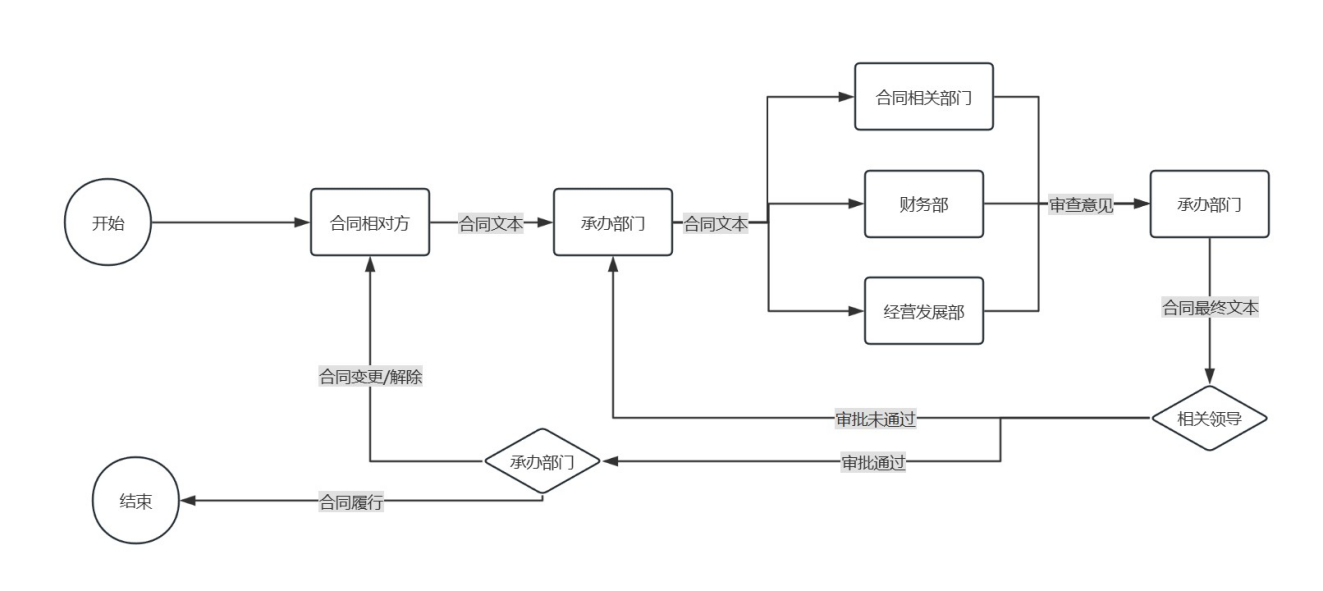 开始
合同相对方
合同文本
承办部门
合同文本
合同相关部门
财务部
经营发展部
审查意见
承办部门
合同最终文本
相关领导
审批未通过
审批通过
承办部门
合同变更/解除
合同履行
结束